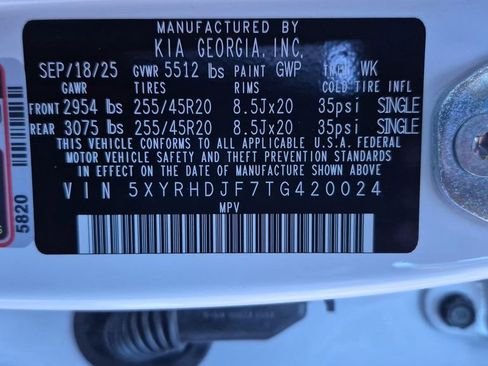 MANUFACTURED BY
KIA GEORGIA, INC.
SEP/18/25 GVWR 5512 lbs PAINT GWP TRIM WK
GAWR TIRES RIMS COLD TIRE INFL
FRONT 2954 lbs 255/45R20 8.5Jx20 35psi SINGLE
REAR 3075 lbs 255/45R20 8.5Jx20 35psi SINGLE
THIS VEHICLE CONFORMS TO ALL APPLICABLE U.S.A. FEDERAL
MOTOR VEHICLE SAFETY, BUMPER, AND THEFT PREVENTION STANDARDS
IN EFFECT ON THE DATE OF MANUFACTURE SHOWN ABOVE.
VIN 5XYRHDJF7TG420024
MPV
5820